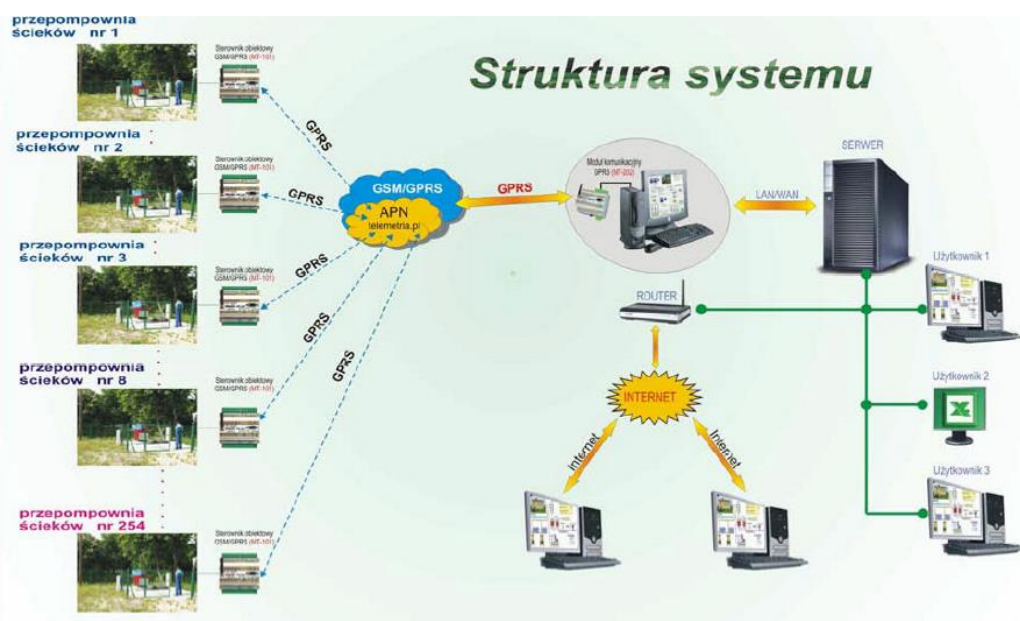 Struktura systemu
przepompownia
ścieków nr 1
Sterownik obiektowy
GSM/GPRS (MT-101)
GPRS
przepompownia
ścieków nr 2
Sterownik obiektowy
GSM/GPRS (MT-101)
GPRS
przepompownia
ścieków nr 3
Sterownik obiektowy
GSM/GPRS (MT-101)
GPRS
przepompownia
ścieków nr 8
Sterownik obiektowy
GSM/GPRS (MT-101)
GPRS
przepompownia
ścieków nr 254
Sterownik obiektowy
GSM/GPRS (MT-101)
GPRS
GSM/GPRS
APN
telemetria.pl
GPRS
Moduł komunikacyjny
GPRS (MT-202)
LAN/WAN
SERWER
ROUTER
INTERNET
internet
Internet
Użytkownik 1
Użytkownik 2
Użytkownik 3